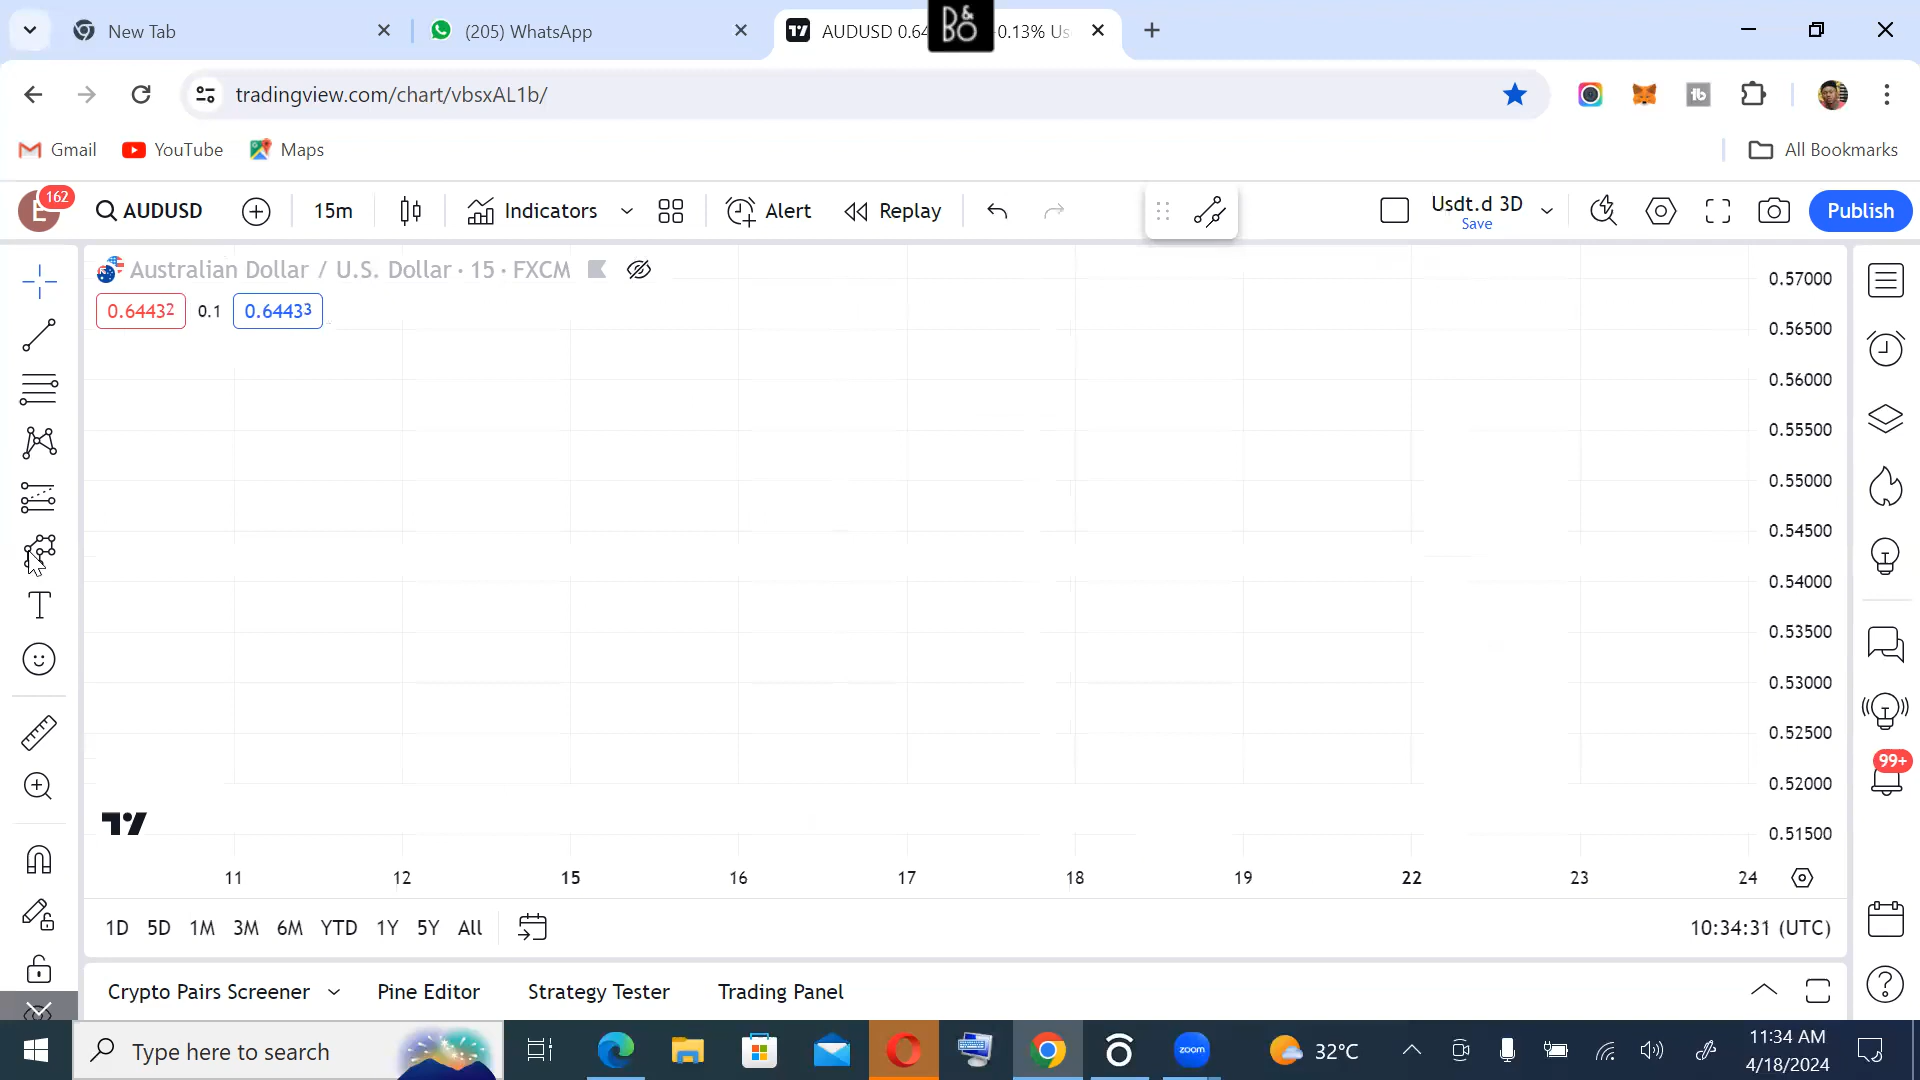 New Tab
(205) WhatsApp
AUDUSD 0.64
0.13% Us
B&O
tradingview.com/chart/vbsxAL1b/
Gmail
YouTube
Maps
All Bookmarks
E
162
AUDUSD
15m
Indicators
Alert
Replay
Usdt.d 3D
Save
Publish
Australian Dollar / U.S. Dollar · 15 · FXCM
0.64432
0.1
0.64433
0.57000
0.56500
0.56000
0.55500
0.55000
0.54500
0.54000
0.53500
0.53000
0.52500
0.52000
0.51500
99+
11
12
15
16
17
18
19
22
23
24
1D
5D
1M
3M
6M
YTD
1Y
5Y
All
10:34:31 (UTC)
Crypto Pairs Screener
Pine Editor
Strategy Tester
Trading Panel
Type here to search
zoom
32°C
11:34 AM
4/18/2024